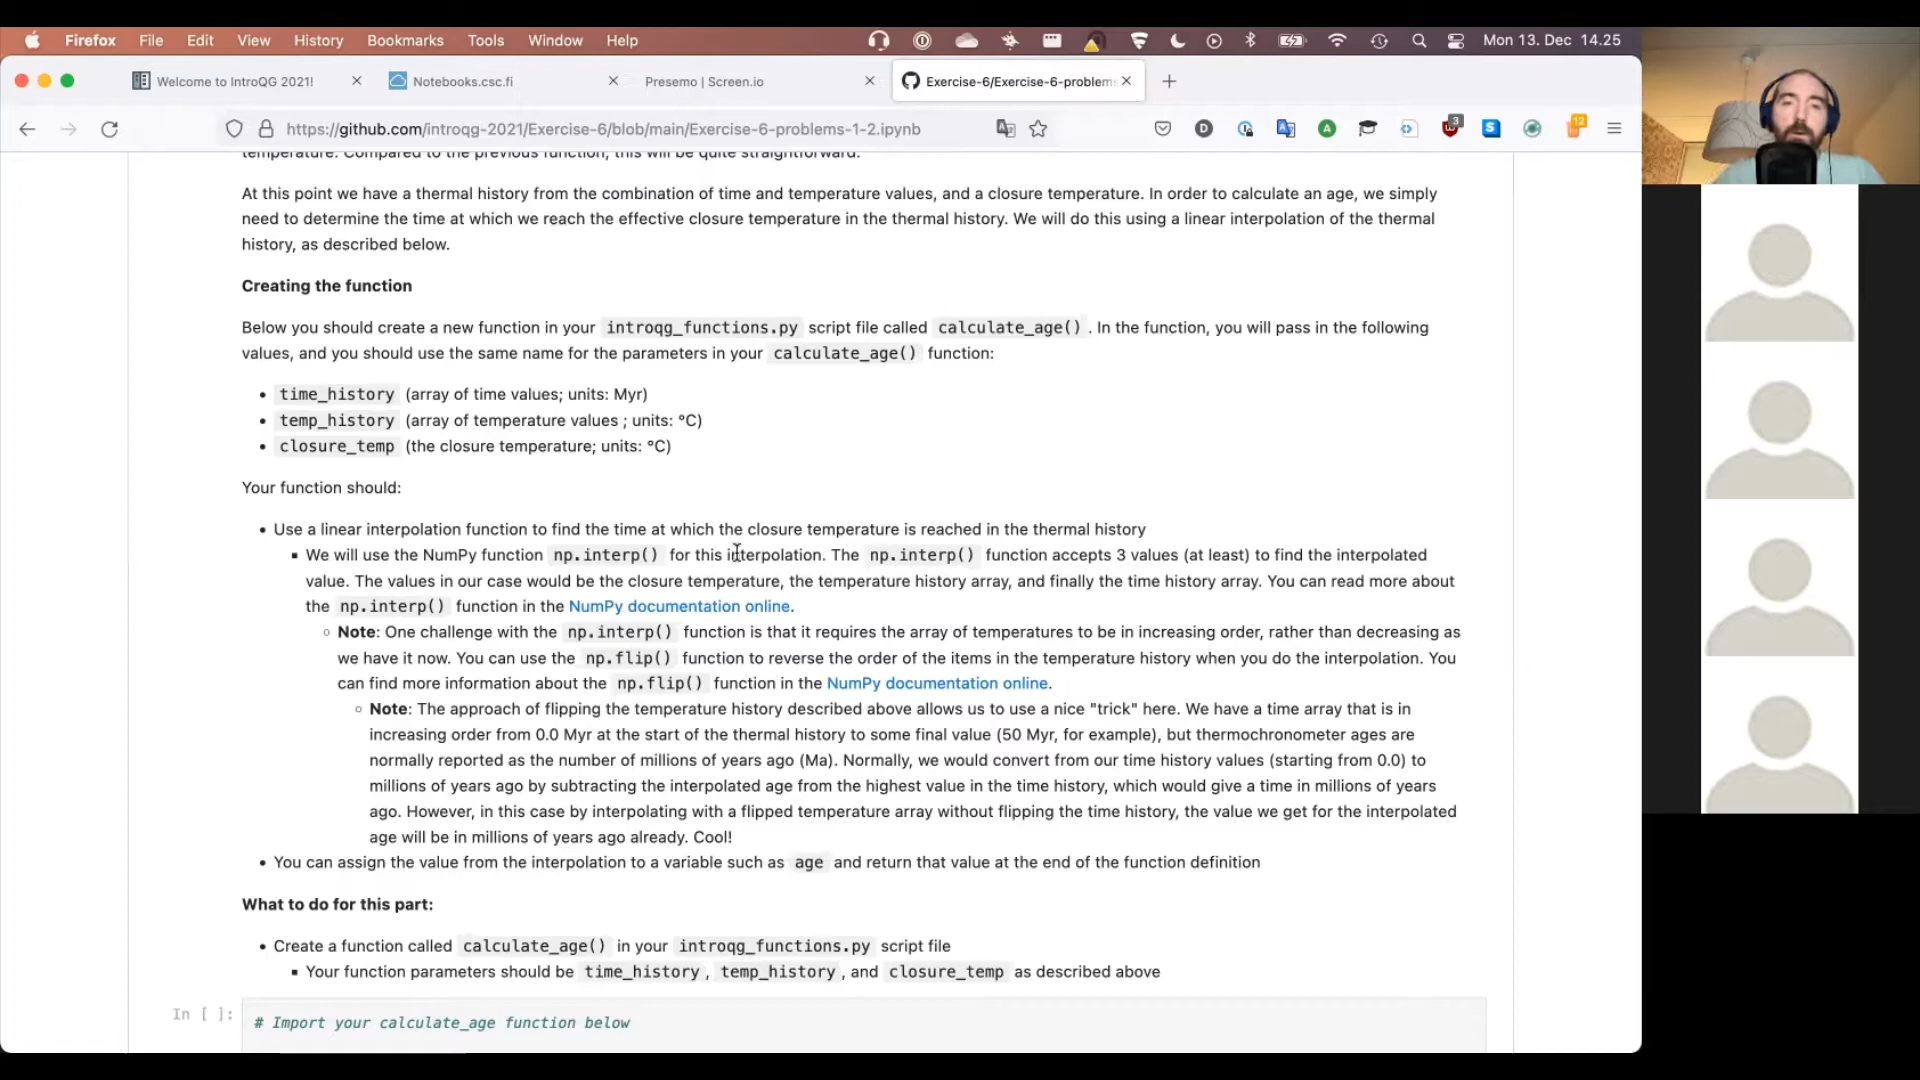 Firefox File Edit View History Bookmarks Tools Window Help Mon 13. Dec 14.25
Welcome to IntroQG 2021! Notebooks.csc.fi Presemo | Screen.io Exercise-6/Exercise-6-problem
https://github.com/introqg-2021/Exercise-6/blob/main/Exercise-6-problems-1-2.ipynb 3 12
temperature. Compared to the previous function, this will be quite straightforward.
At this point we have a thermal history from the combination of time and temperature values, and a closure temperature. In order to calculate an age, we simply
need to determine the time at which we reach the effective closure temperature in the thermal history. We will do this using a linear interpolation of the thermal
history, as described below.
Creating the function
Below you should create a new function in your introqg_functions.py script file called calculate_age() . In the function, you will pass in the following
values, and you should use the same name for the parameters in your calculate_age() function:
• time_history (array of time values; units: Myr)
• temp_history (array of temperature values ; units: °C)
• closure_temp (the closure temperature; units: °C)
Your function should:
• Use a linear interpolation function to find the time at which the closure temperature is reached in the thermal history
▪ We will use the NumPy function np.interp() for this interpolation. The np.interp() function accepts 3 values (at least) to find the interpolated
value. The values in our case would be the closure temperature, the temperature history array, and finally the time history array. You can read more about
the np.interp() function in the NumPy documentation online.
◦ Note: One challenge with the np.interp() function is that it requires the array of temperatures to be in increasing order, rather than decreasing as
we have it now. You can use the np.flip() function to reverse the order of the items in the temperature history when you do the interpolation. You
can find more information about the np.flip() function in the NumPy documentation online.
◦ Note: The approach of flipping the temperature history described above allows us to use a nice "trick" here. We have a time array that is in
increasing order from 0.0 Myr at the start of the thermal history to some final value (50 Myr, for example), but thermochronometer ages are
normally reported as the number of millions of years ago (Ma). Normally, we would convert from our time history values (starting from 0.0) to
millions of years ago by subtracting the interpolated age from the highest value in the time history, which would give a time in millions of years
ago. However, in this case by interpolating with a flipped temperature array without flipping the time history, the value we get for the interpolated
age will be in millions of years ago already. Cool!
• You can assign the value from the interpolation to a variable such as age and return that value at the end of the function definition
What to do for this part:
• Create a function called calculate_age() in your introqg_functions.py script file
▪ Your function parameters should be time_history , temp_history , and closure_temp as described above
In [ ]: # Import your calculate_age function below